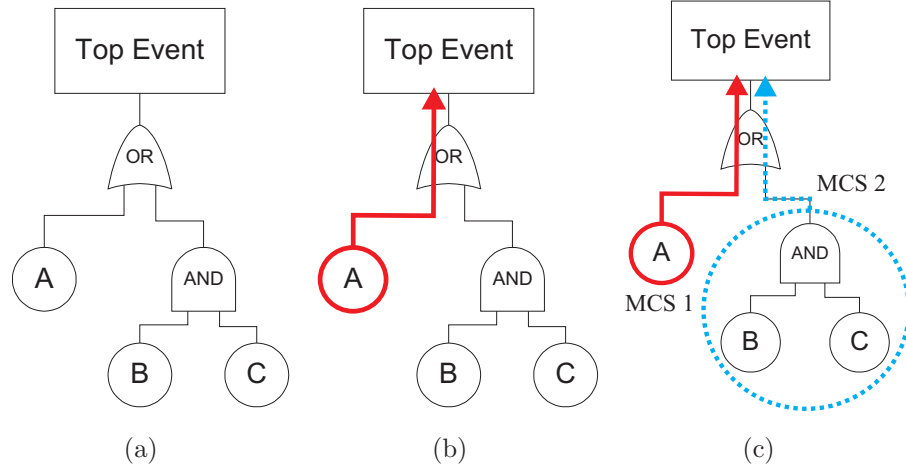 Top Event
OR
A
AND
B
C
(a)
Top Event
OR
A
AND
B
C
(b)
Top Event
OR
MCS 2
A
AND
MCS 1
B
C
(c)